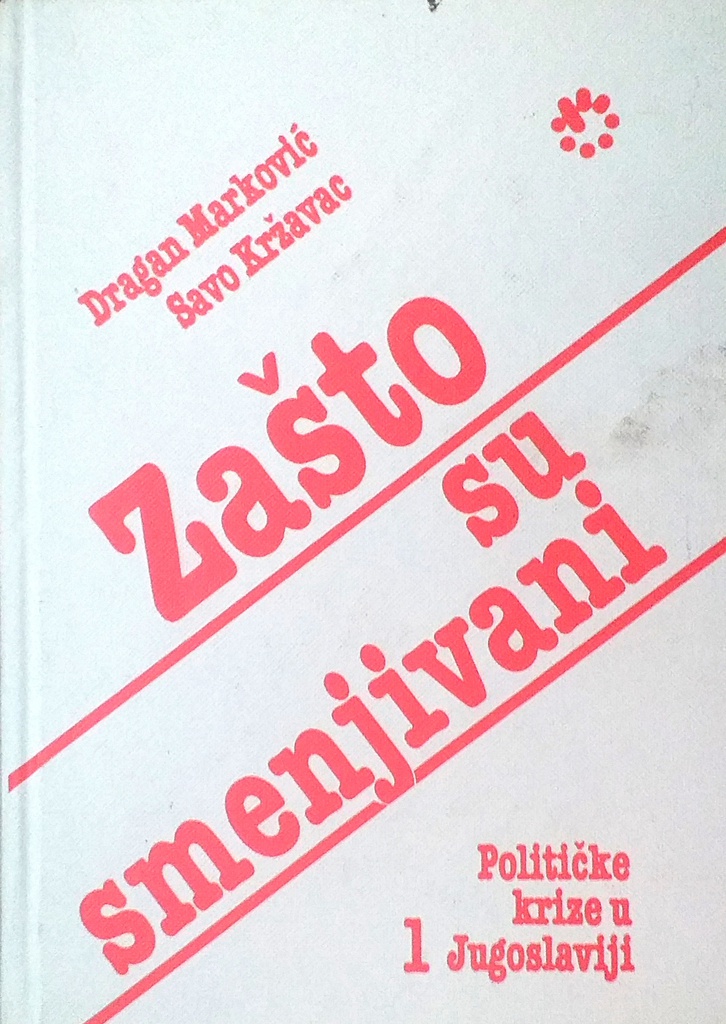 Dragan Marković
Savo Kržavac
Zašto
su
smenjivani
Političke
krize u
1 Jugoslaviji